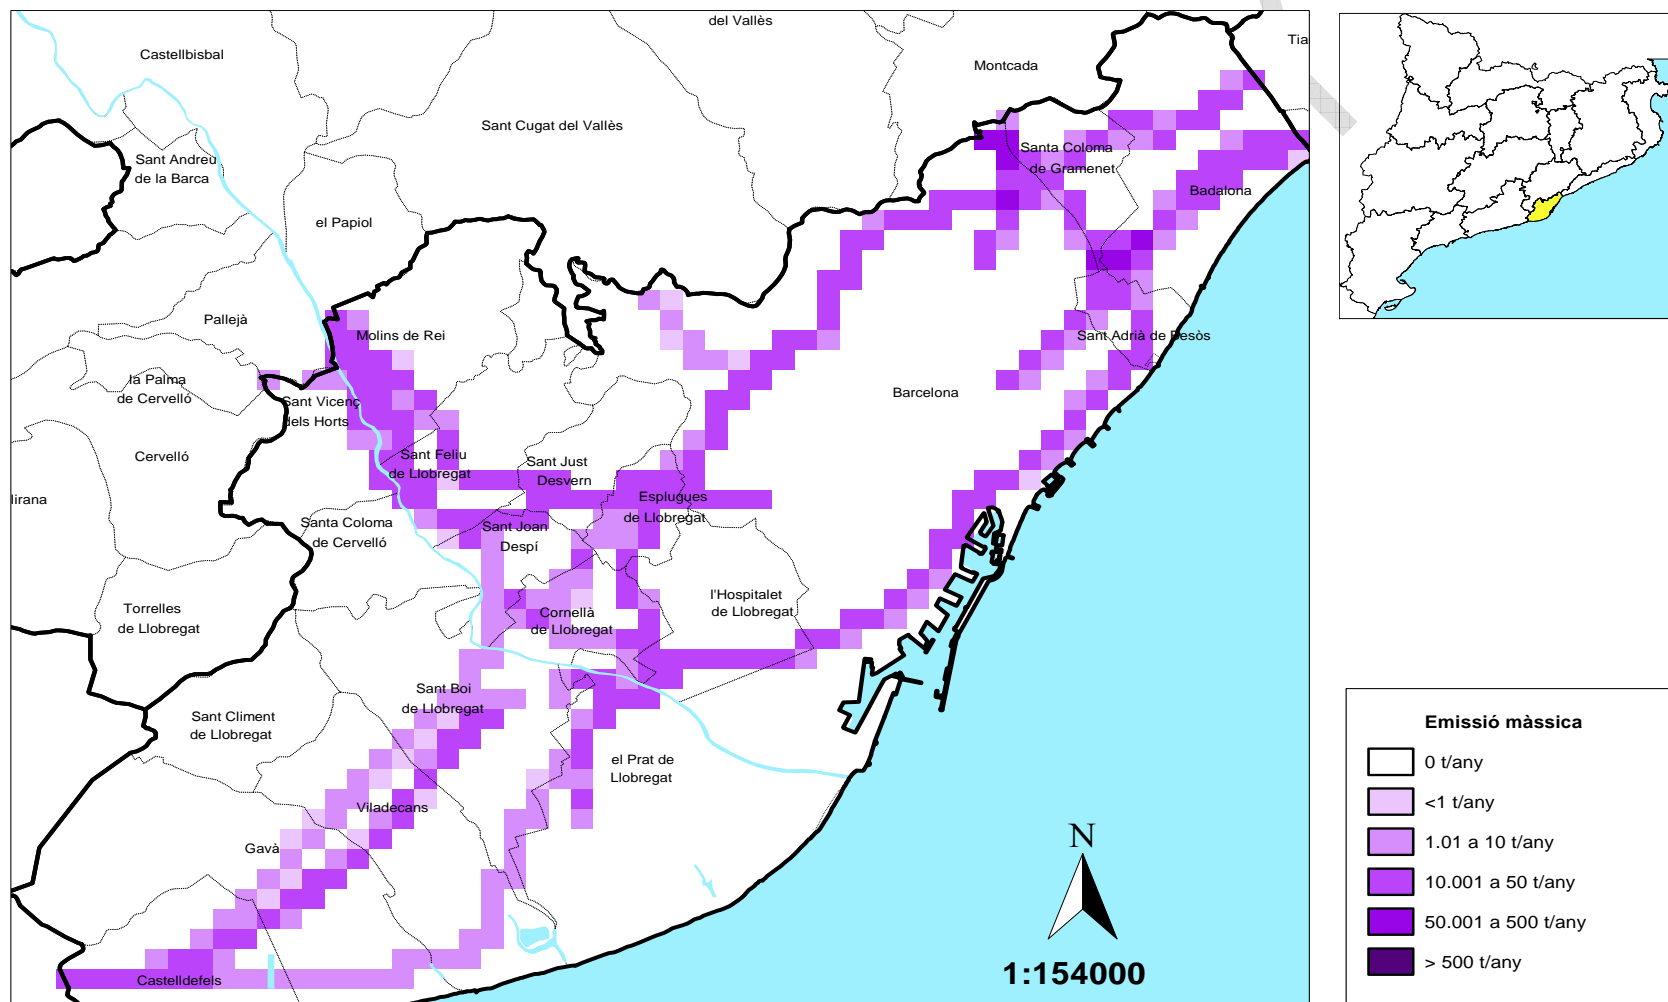 del Vallès
Tia
Castellbisbal
Montcada
Sant Cugat del Vallès
Santa Coloma
de Gramenet
Sant Andreu
de la Barca
Badalona
el Papiol
Pallejà
Molins de Rei
Sant Adrià de Besòs
la Palma
de Cervelló
Barcelona
Sant Vicenç
dels Horts
Cervelló
Sant Feliu
de Llobregat
Sant Just
Desvern
lirana
Esplugues
de Llobregat
Santa Coloma
de Cervelló
Sant Joan
Despí
l'Hospitalet
de Llobregat
Torrelles
de Llobregat
Cornellà
de Llobregat
Sant Boi
de Llobregat
Sant Climent
de Llobregat
el Prat de
Llobregat
Viladecans
Gavà
Castelldefels
N
1:154000
Emissió màssica
0 t/any
<1 t/any
1.01 a 10 t/any
10.001 a 50 t/any
50.001 a 500 t/any
> 500 t/any